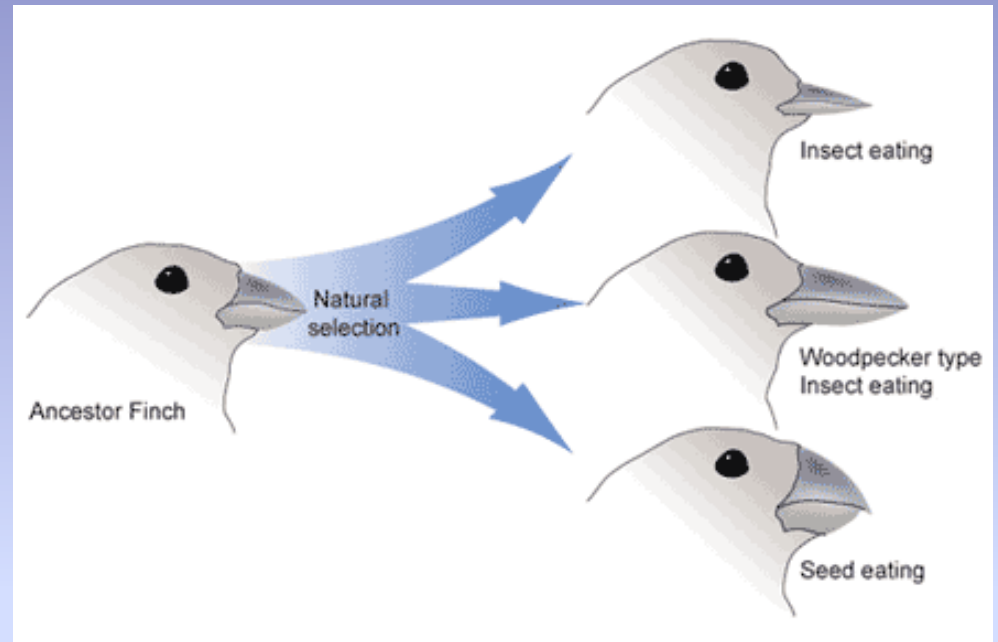 Insect eating
Natural
selection
Woodpecker type
Insect eating
Ancestor Finch
Seed eating